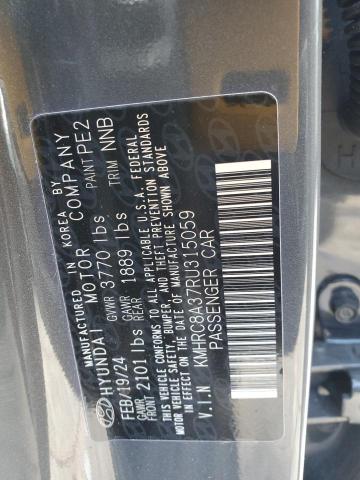 MANUFACTURED IN KOREA BY
HYUNDAI MOTOR COMPANY
FEB/19/24 GVWR 3770 lbs PAINT PE2
GAWR FRONT 2101 lbs GAWR REAR 1889 lbs TRIM NNB
THIS VEHICLE CONFORMS TO ALL APPLICABLE U.S.A. FEDERAL
MOTOR VEHICLE SAFETY, BUMPER, AND THEFT PREVENTION STANDARDS
IN EFFECT ON THE DATE OF MANUFACTURE SHOWN ABOVE.
V.I.N KMHRC8A37RU315059
PASSENGER CAR